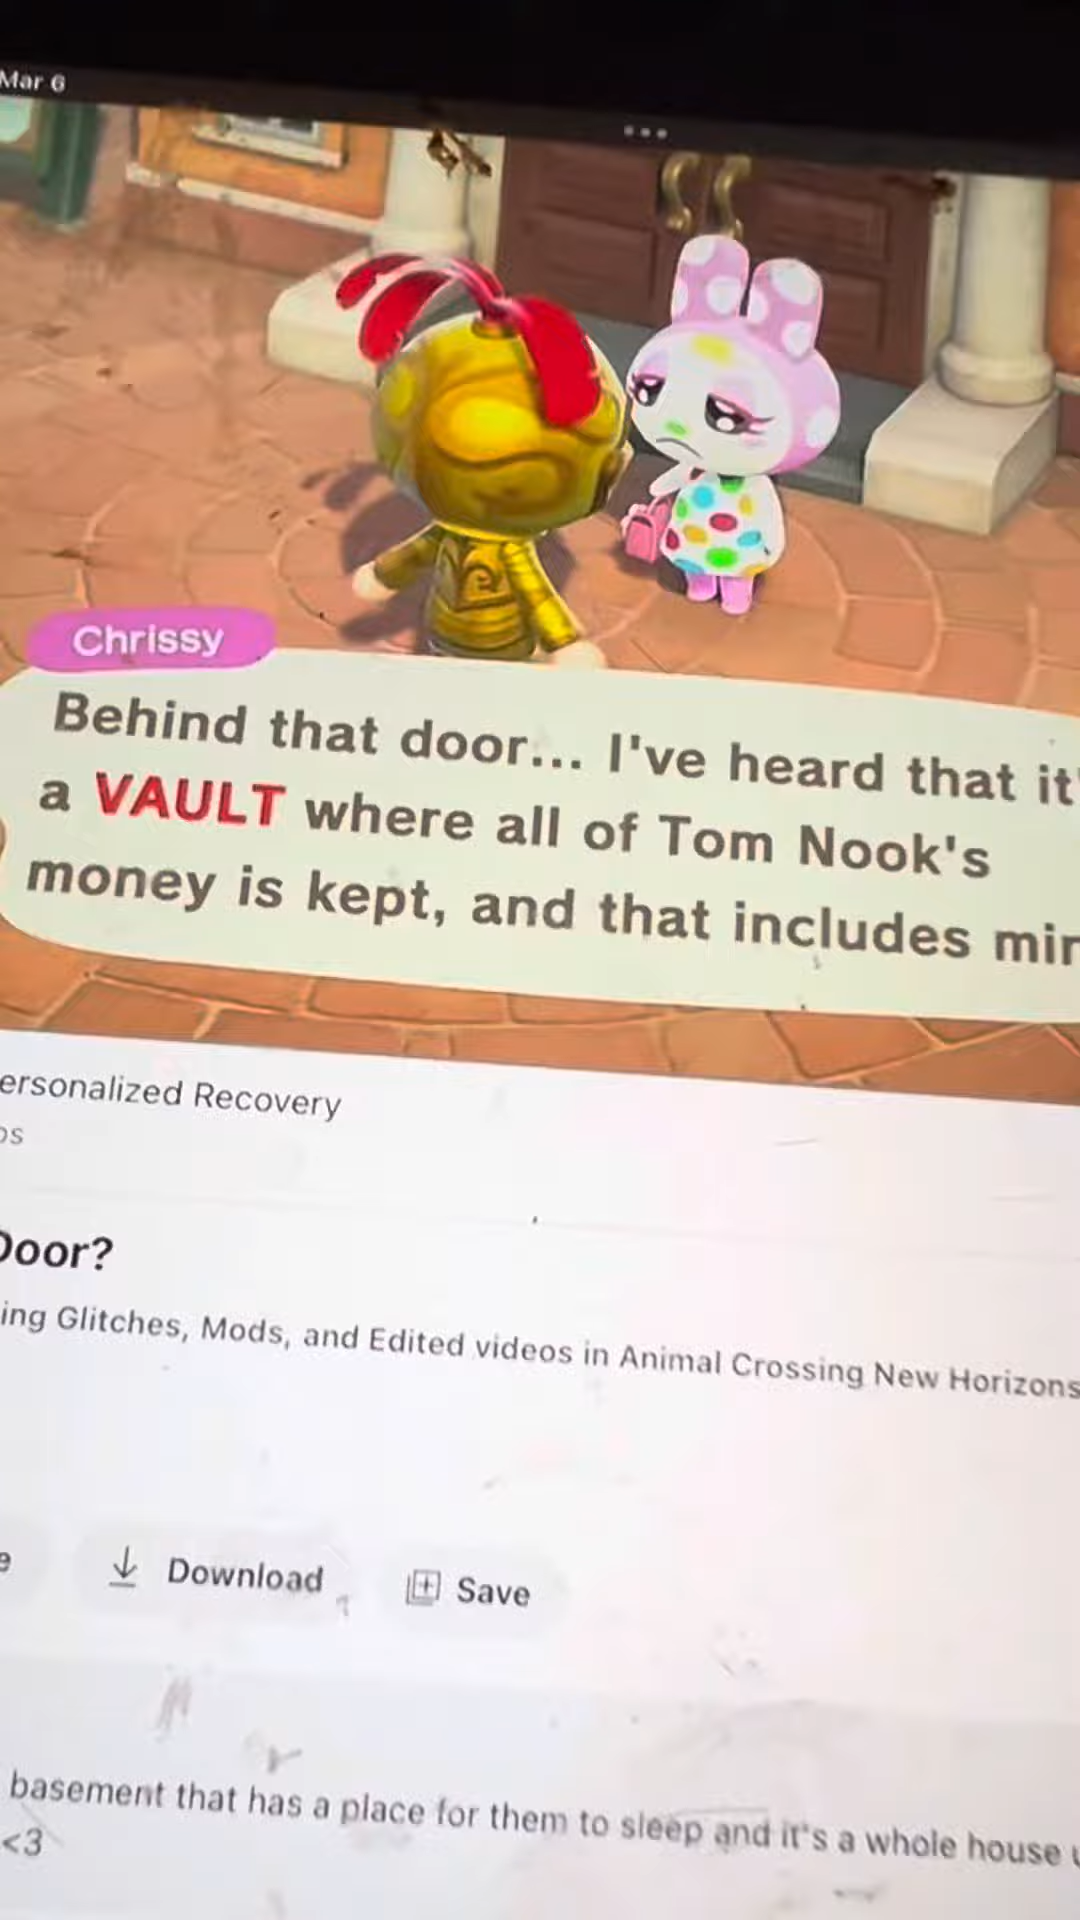 Mar 6
Chrissy
Behind that door... I've heard that it'
a VAULT where all of Tom Nook's
money is kept, and that includes
ersonalized Recovery
os
Door?
ing Glitches, Mods, and Edited videos in Animal Crossing New Horizons
e
Download
Save
basement that has a place for them to sleep and it's a whole house
<3